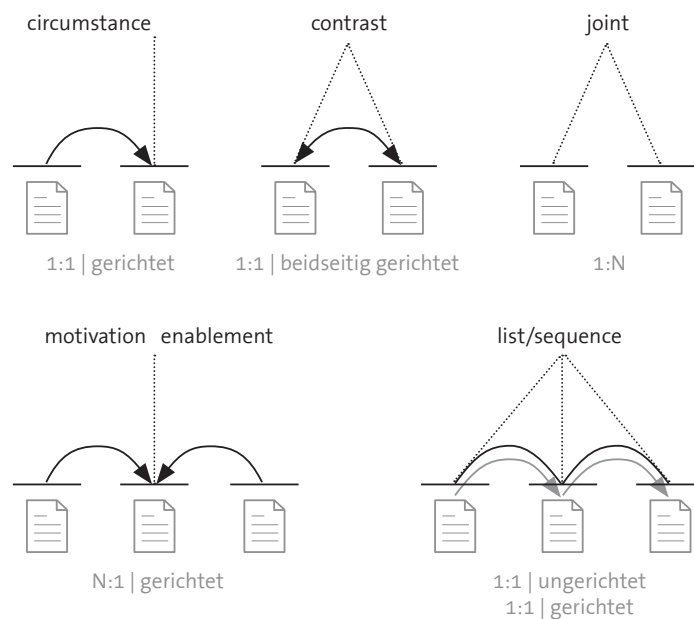 circumstance
contrast
joint
1:1 | gerichtet
1:1 | beidseitig gerichtet
1:N
motivation enablement
list/sequence
N:1 | gerichtet
1:1 | ungerichtet
1:1 | gerichtet